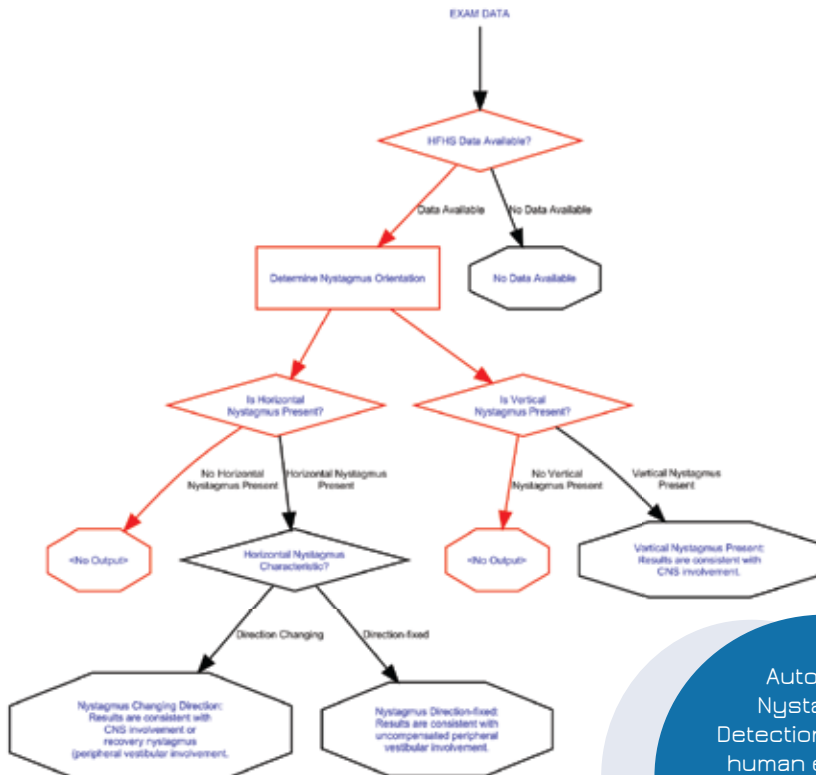 EXAM DATA
HFHS Data Available?
Data Available
No Data Available
Determine Nystagmus Orientation
No Data Available
Is Horizontal
Nystagmus Present?
Is Vertical
Nystagmus Present?
No Horizontal
Nystagmus Present
Horizontal Nystagmus
Present
No Vertical
Nystagmus Present
Vartical Nystagmus
Present
<No Output>
Horizontal Nystagmus
Characteristic?
<No Output>
Vartical Nystagmus Present:
Results are consistent with
CNS involvement.
Direction Changing
Direction-fixed
Nystagmus Changing Direction:
Results are consistent with
CNS involvement or
recovery nystagmus
(peripheral vestibular involvement.
Nystagmus Direction-fixed:
Results are consistent with
uncompensated peripheral
vestibular involvement.
Auto
Nysta
Detection
human e